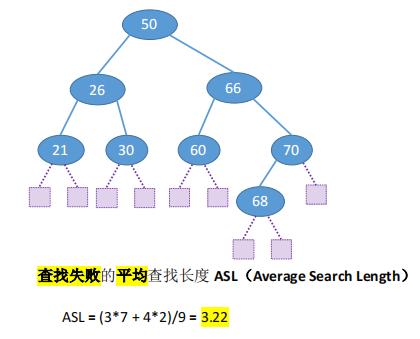 50
26 66
21 30 60 70
68
查找失败的平均查找长度 ASL（Average Search Length）
ASL = (3*7 + 4*2)/9 = 3.22